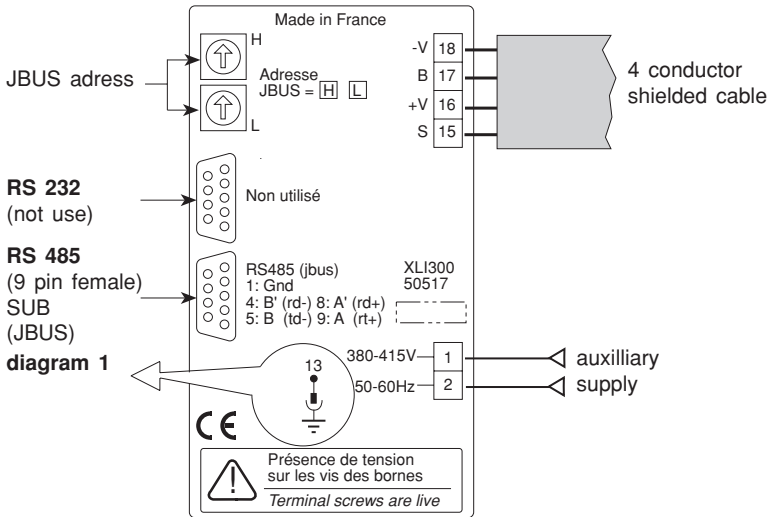 Made in France
JBUS adress
H
L
Adresse
JBUS = H L
-V 18
B 17
+V 16
S 15
4 conductor
shielded cable
RS 232
(not use)
Non utilisé
RS 485
(9 pin female)
SUB
(JBUS)
diagram 1
RS485 (jbus)
1: Gnd
4: B' (rd-) 8: A' (rd+)
5: B (td-) 9: A (rt+)
XLI300
50517
13
380-415V 1
50-60Hz 2
auxilliary
supply
CE
Présence de tension
sur les vis des bornes
Terminal screws are live